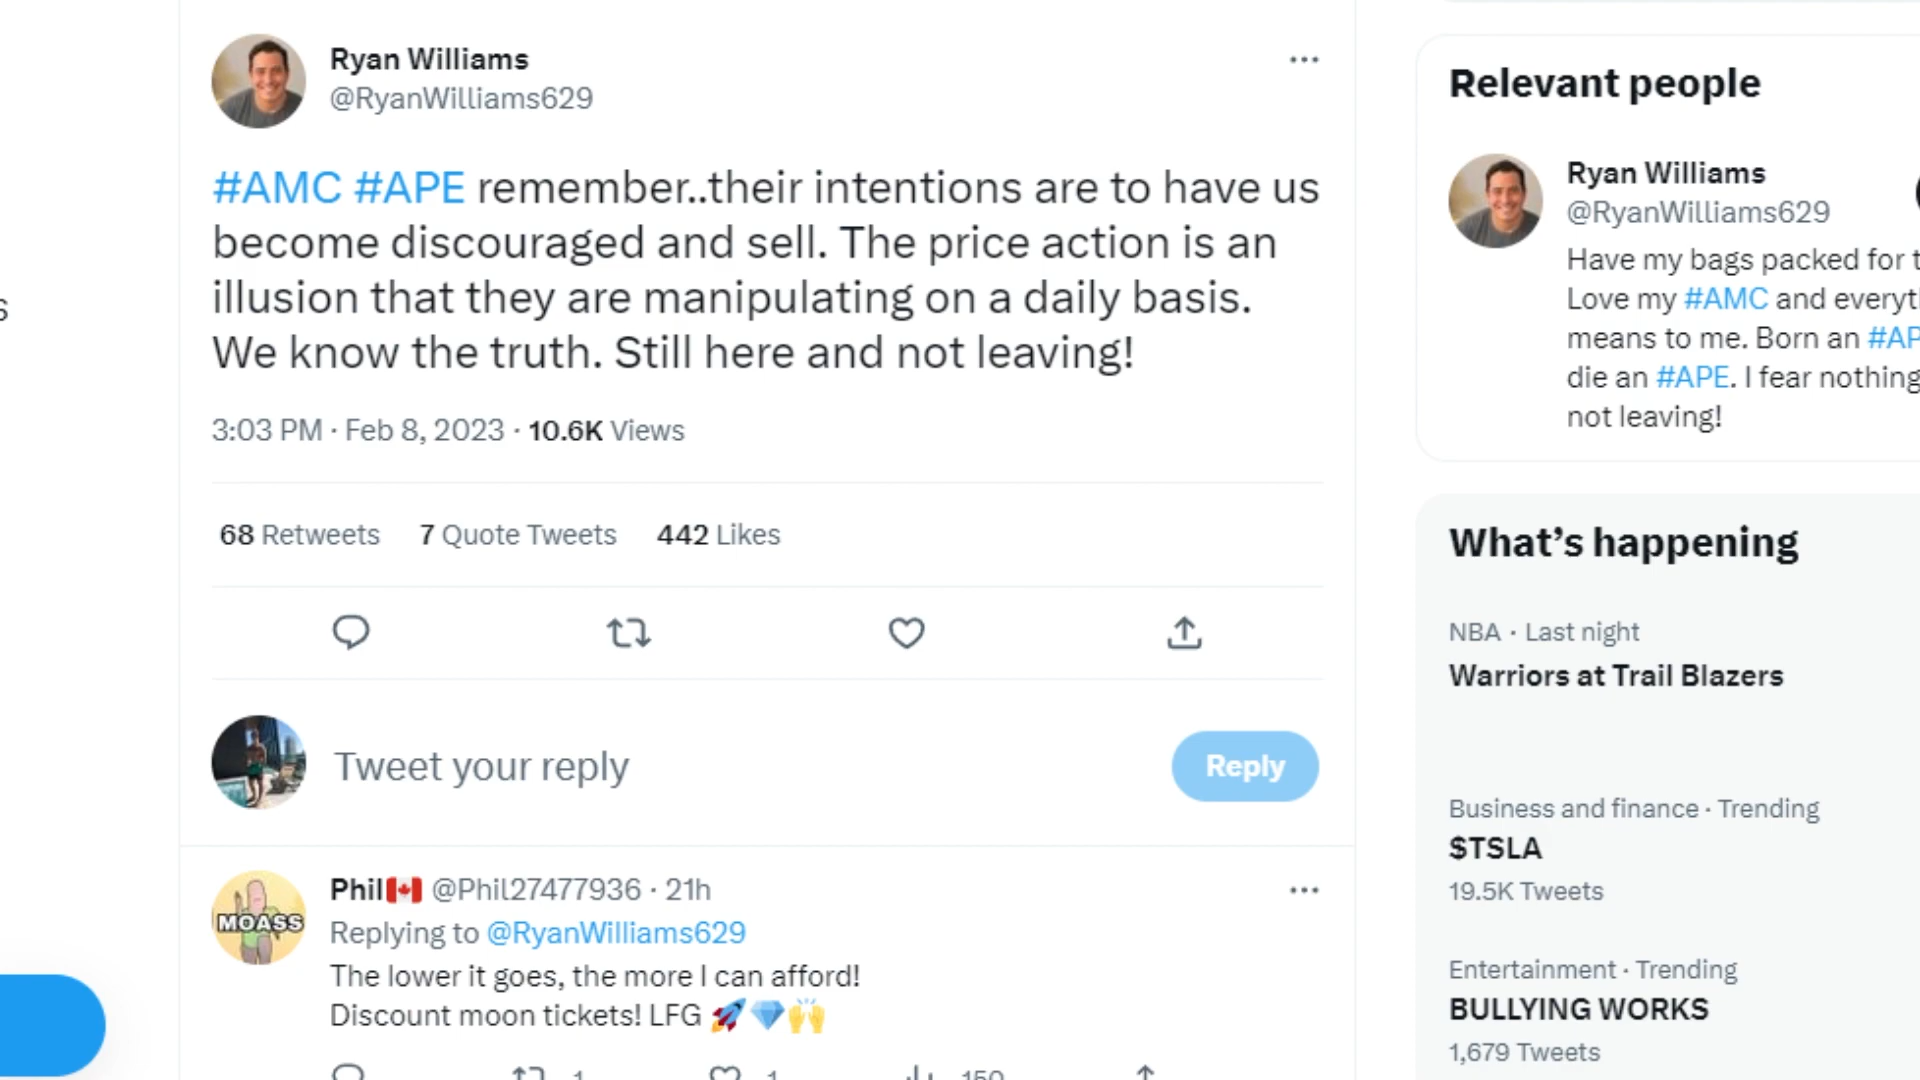 Ryan Williams
@RyanWilliams629
#AMC #APE remember..their intentions are to have us
become discouraged and sell. The price action is an
illusion that they are manipulating on a daily basis.
We know the truth. Still here and not leaving!
3:03 PM · Feb 8, 2023 · 10.6K Views
68 Retweets 7 Quote Tweets 442 Likes
Tweet your reply
Reply
Phil🇨🇦 @Phil27477936 · 21h
MOASS
Replying to @RyanWilliams629
The lower it goes, the more I can afford!
Discount moon tickets! LFG 🚀💎🙌
1 1 150
Relevant people
Ryan Williams
@RyanWilliams629
Have my bags packed for
Love my #AMC and everyt
means to me. Born an #AP
die an #APE. I fear nothing
not leaving!
What’s happening
NBA · Last night
Warriors at Trail Blazers
Business and finance · Trending
$TSLA
19.5K Tweets
Entertainment · Trending
BULLYING WORKS
1,679 Tweets